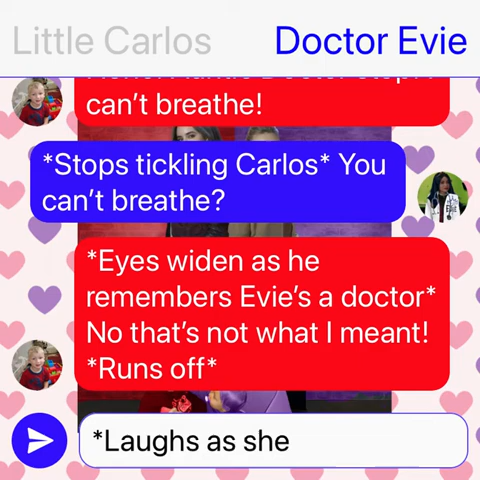 Little Carlos
Doctor Evie
can't breathe!
*Stops tickling Carlos* You
can't breathe?
*Eyes widen as he
remembers Evie's a doctor*
No that's not what I meant!
*Runs off*
*Laughs as she